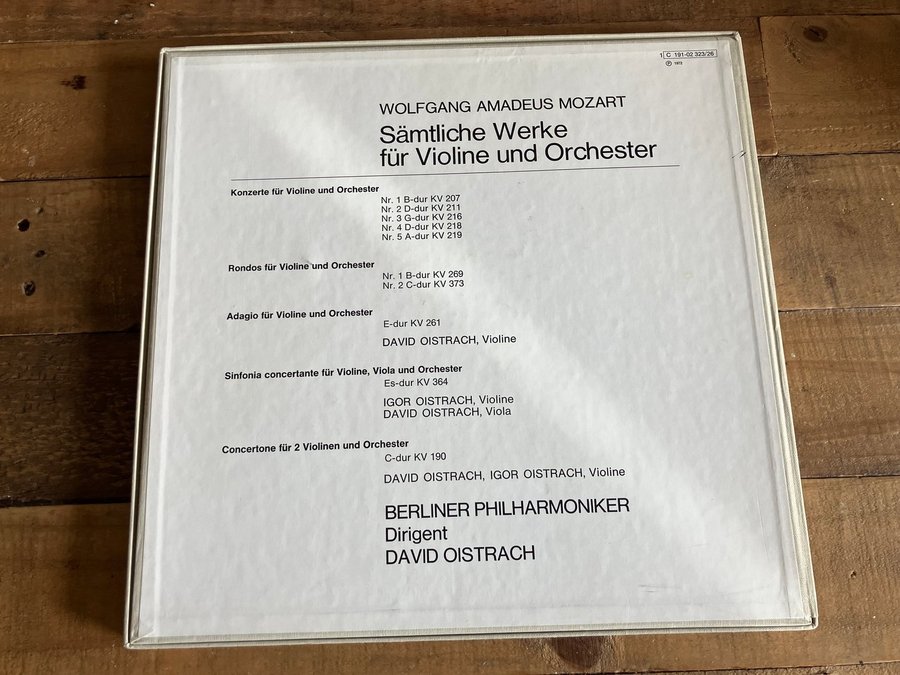 1 C 191-02 323/26
℗ 1972
WOLFGANG AMADEUS MOZART
Sämtliche Werke
für Violine und Orchester
Konzerte für Violine und Orchester
Nr. 1 B-dur KV 207
Nr. 2 D-dur KV 211
Nr. 3 G-dur KV 216
Nr. 4 D-dur KV 218
Nr. 5 A-dur KV 219
Rondos für Violine und Orchester
Nr. 1 B-dur KV 269
Nr. 2 C-dur KV 373
Adagio für Violine und Orchester
E-dur KV 261
DAVID OISTRACH, Violine
Sinfonia concertante für Violine, Viola und Orchester
Es-dur KV 364
IGOR OISTRACH, Violine
DAVID OISTRACH, Viola
Concertone für 2 Violinen und Orchester
C-dur KV 190
DAVID OISTRACH, IGOR OISTRACH, Violine
BERLINER PHILHARMONIKER
Dirigent
DAVID OISTRACH